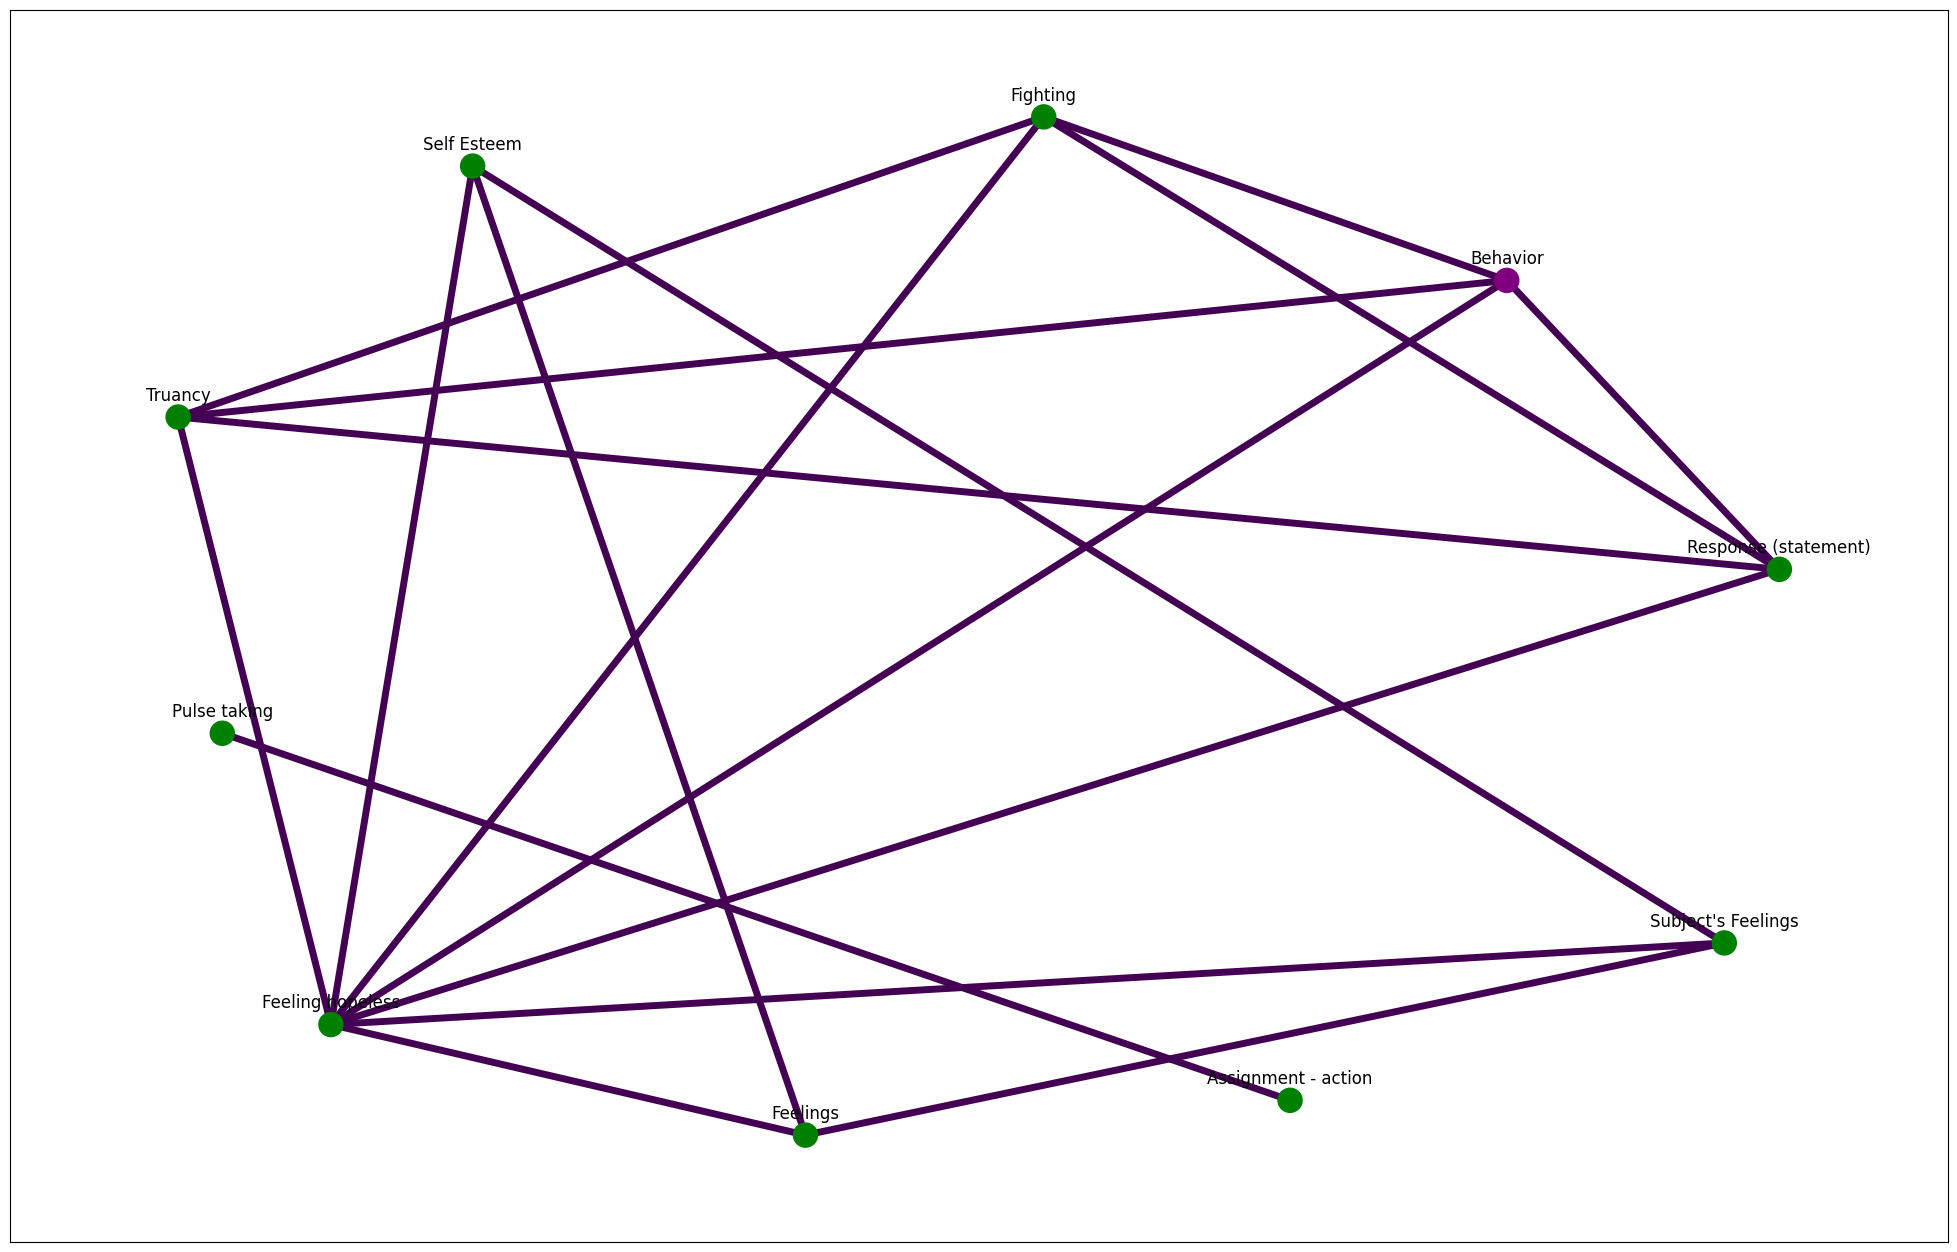 Fighting
Self Esteem
Behavior
Truancy
Response (statement)
Pulse taking
Subject's Feelings
Feeling hopeless
Assignment - action
Feelings